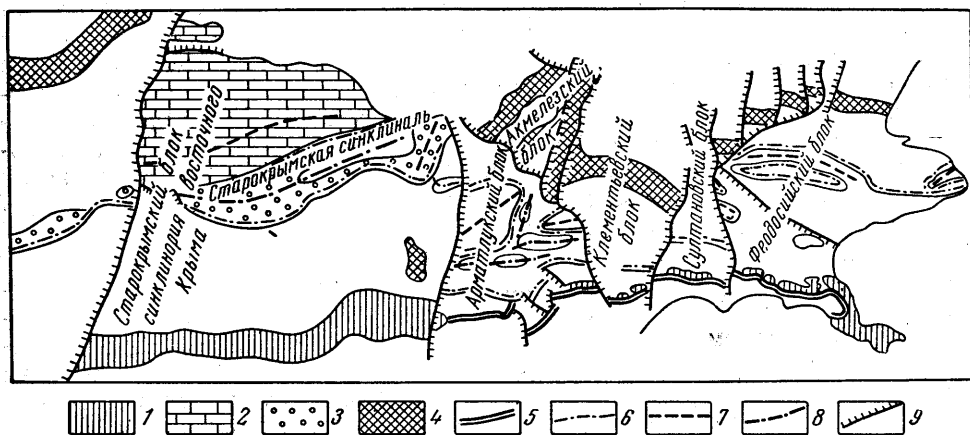 Старокрымский блок
синклинория Восточного
Крыма
Старокрымская синклиналь
Арматлукский блок
Акмелезский
блок
Клементьевский
блок
Султановский блок
Феодосийский блок
1 2 3 4 5 6 7 8 9